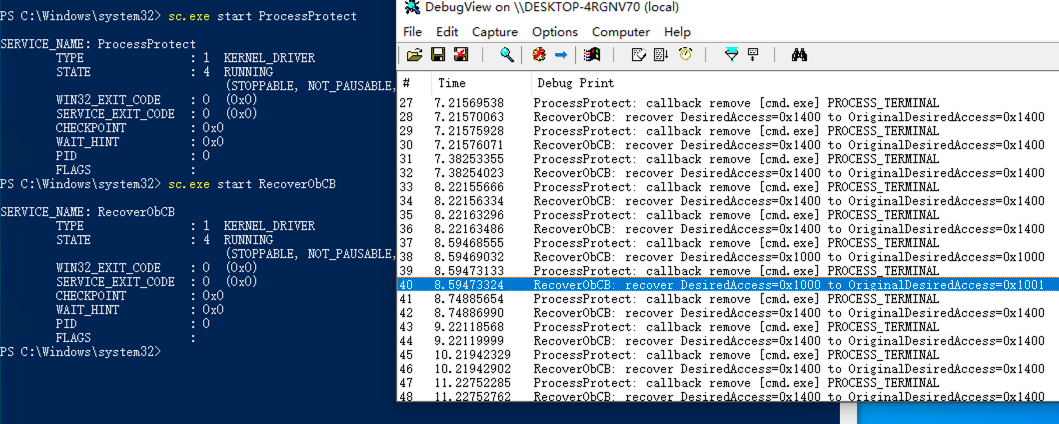 PS C:\Windows\system32> sc.exe start ProcessProtect
SERVICE_NAME: ProcessProtect
TYPE : 1 KERNEL_DRIVER
STATE : 4 RUNNING
(STOPPABLE, NOT_PAUSABLE,
WIN32_EXIT_CODE : 0 (0x0)
SERVICE_EXIT_CODE : 0 (0x0)
CHECKPOINT : 0x0
WAIT_HINT : 0x0
PID : 0
FLAGS :
PS C:\Windows\system32> sc.exe start RecoverObCB
SERVICE_NAME: RecoverObCB
TYPE : 1 KERNEL_DRIVER
STATE : 4 RUNNING
(STOPPABLE, NOT_PAUSABLE,
WIN32_EXIT_CODE : 0 (0x0)
SERVICE_EXIT_CODE : 0 (0x0)
CHECKPOINT : 0x0
WAIT_HINT : 0x0
PID : 0
FLAGS :
PS C:\Windows\system32>
DebugView on \\DESKTOP-4RGNV70 (local)
File Edit Capture Options Computer Help
# Time Debug Print
27 7.21569538 ProcessProtect: callback remove [cmd.exe] PROCESS_TERMINAL
28 7.21570063 RecoverObCB: recover DesiredAccess=0x1400 to OriginalDesiredAccess=0x1400
29 7.21575928 ProcessProtect: callback remove [cmd.exe] PROCESS_TERMINAL
30 7.21576071 RecoverObCB: recover DesiredAccess=0x1400 to OriginalDesiredAccess=0x1400
31 7.38253355 ProcessProtect: callback remove [cmd.exe] PROCESS_TERMINAL
32 7.38254023 RecoverObCB: recover DesiredAccess=0x1400 to OriginalDesiredAccess=0x1400
33 8.22155666 ProcessProtect: callback remove [cmd.exe] PROCESS_TERMINAL
34 8.22156334 RecoverObCB: recover DesiredAccess=0x1400 to OriginalDesiredAccess=0x1400
35 8.22163296 ProcessProtect: callback remove [cmd.exe] PROCESS_TERMINAL
36 8.22163486 RecoverObCB: recover DesiredAccess=0x1400 to OriginalDesiredAccess=0x1400
37 8.59468555 ProcessProtect: callback remove [cmd.exe] PROCESS_TERMINAL
38 8.59469032 RecoverObCB: recover DesiredAccess=0x1000 to OriginalDesiredAccess=0x1000
39 8.59473133 ProcessProtect: callback remove [cmd.exe] PROCESS_TERMINAL
40 8.59473324 RecoverObCB: recover DesiredAccess=0x1000 to OriginalDesiredAccess=0x1001
41 8.74885654 ProcessProtect: callback remove [cmd.exe] PROCESS_TERMINAL
42 8.74886990 RecoverObCB: recover DesiredAccess=0x1400 to OriginalDesiredAccess=0x1400
43 9.22118568 ProcessProtect: callback remove [cmd.exe] PROCESS_TERMINAL
44 9.22119999 RecoverObCB: recover DesiredAccess=0x1400 to OriginalDesiredAccess=0x1400
45 10.21942329 ProcessProtect: callback remove [cmd.exe] PROCESS_TERMINAL
46 10.21942902 RecoverObCB: recover DesiredAccess=0x1400 to OriginalDesiredAccess=0x1400
47 11.22752285 ProcessProtect: callback remove [cmd.exe] PROCESS_TERMINAL
48 11.22752762 RecoverObCB: recover DesiredAccess=0x1400 to OriginalDesiredAccess=0x1400